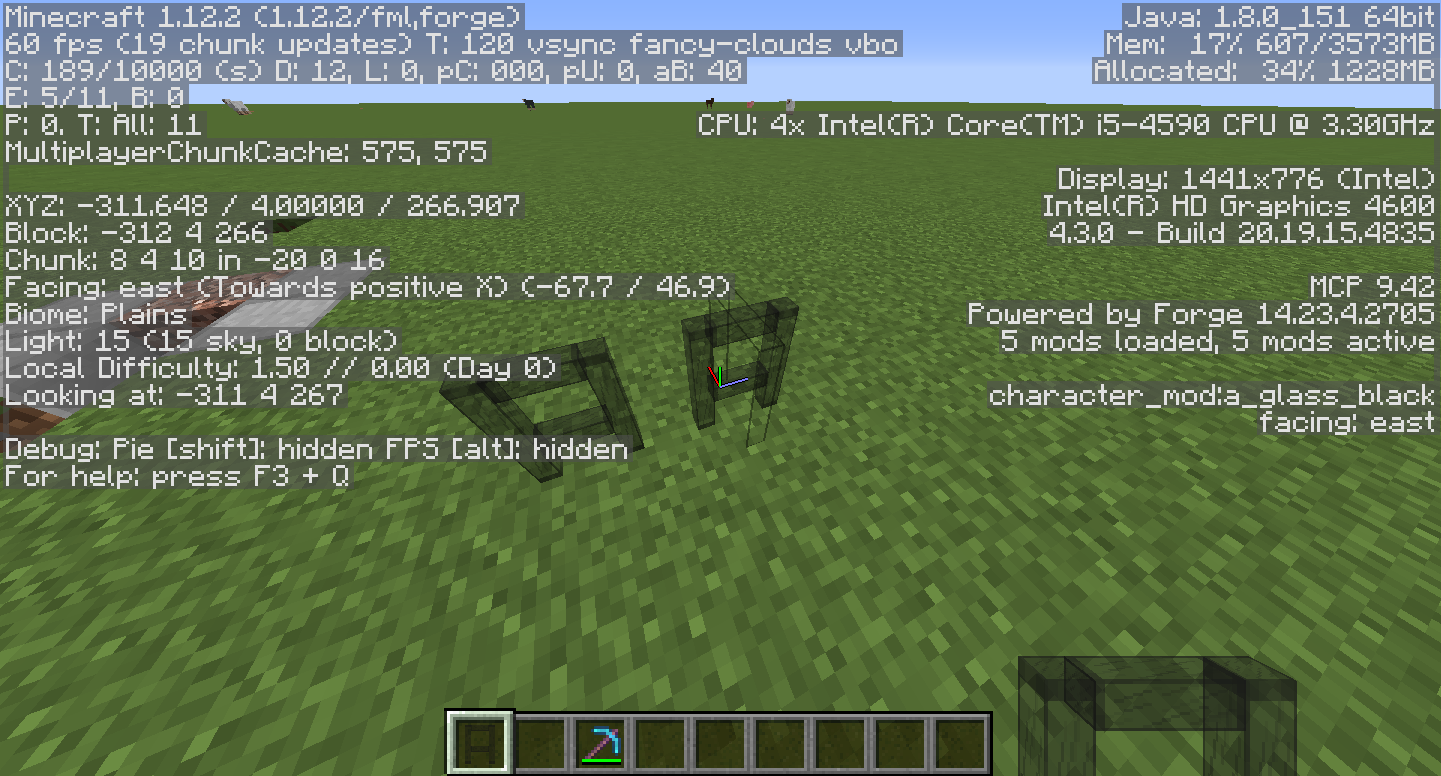 Minecraft 1.12.2 (1.12.2/fml,forge)
60 fps (19 chunk updates) T: 120 vsync fancy-clouds vbo
C: 189/10000 (s) D: 12, L: 0, pC: 000, pU: 0, aB: 40
E: 5/11, B: 0
P: 0. T: All: 11
MultiplayerChunkCache: 575, 575
XYZ: -311.648 / 4.00000 / 266.907
Block: -312 4 266
Chunk: 8 4 10 in -20 0 16
Facing: east (Towards positive X) (-67.7 / 46.9)
Biome: Plains
Light: 15 (15 sky, 0 block)
Local Difficulty: 1.50 // 0.00 (Day 0)
Looking at: -311 4 267
Debug: Pie [shift]: hidden FPS [alt]: hidden
For help: press F3 + Q
Java: 1.8.0_151 64bit
Mem: 17% 607/3573MB
Allocated: 34% 1228MB
CPU: 4x Intel(R) Core(TM) i5-4590 CPU @ 3.30GHz
Display: 1441x776 (Intel)
Intel(R) HD Graphics 4600
4.3.0 - Build 20.19.15.4835
MCP 9.42
Powered by Forge 14.23.4.2705
5 mods loaded, 5 mods active
character_mod:a_glass_black
facing: east